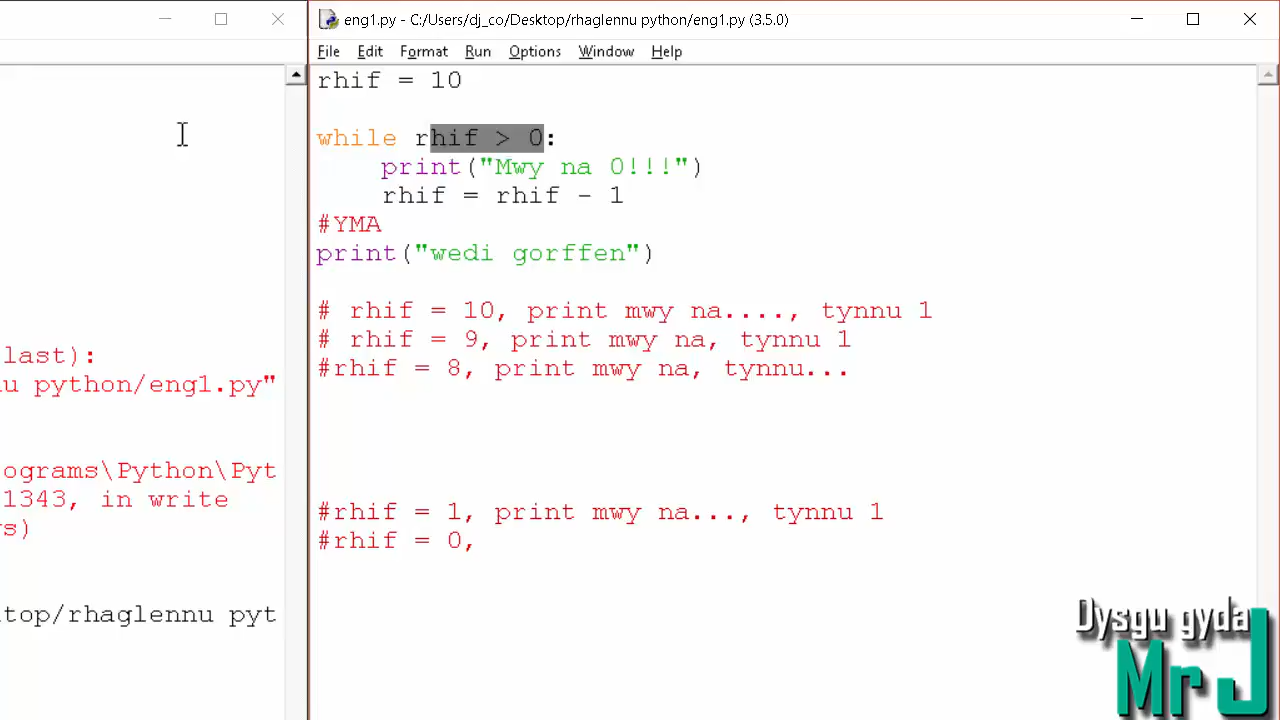 eng1.py - C:/Users/dj_co/Desktop/rhaglennu python/eng1.py (3.5.0)
File Edit Format Run Options Window Help
rhif = 10
while rhif > 0:
print("Mwy na 0!!!")
rhif = rhif - 1
#YMA
print("wedi gorffen")
# rhif = 10, print mwy na...., tynnu 1
# rhif = 9, print mwy na, tynnu 1
#rhif = 8, print mwy na, tynnu...
#rhif = 1, print mwy na..., tynnu 1
#rhif = 0,
last):
nu python/eng1.py"
ograms\Python\Pyt
1343, in write
s)
top/rhaglennu pyt
Dysgu gyda
Mr J